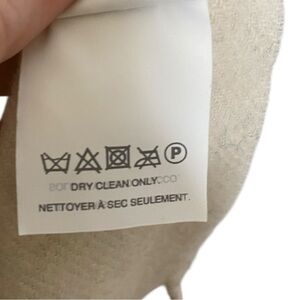 P
DRY CLEAN ONLY.
NETTOYER À SEC SEULEMENT.